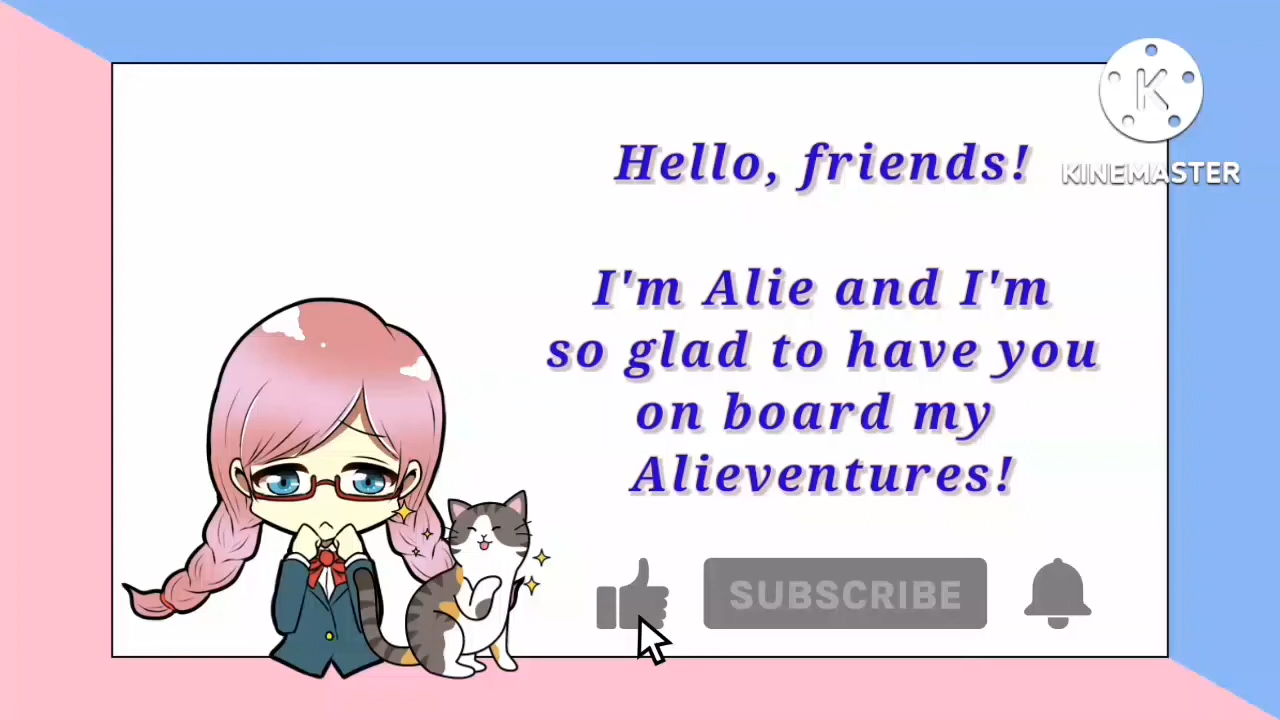 Hello, friends!
K
KINEMASTER
I'm Alie and I'm
so glad to have you
on board my
Alieventures!
SUBSCRIBE